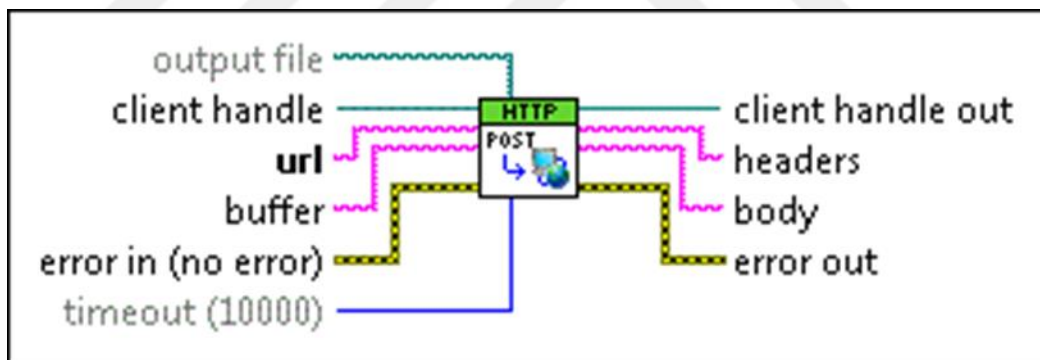 output file
client handle
url
buffer
error in (no error)
timeout (10000)
HTTP
POST
client handle out
headers
body
error out